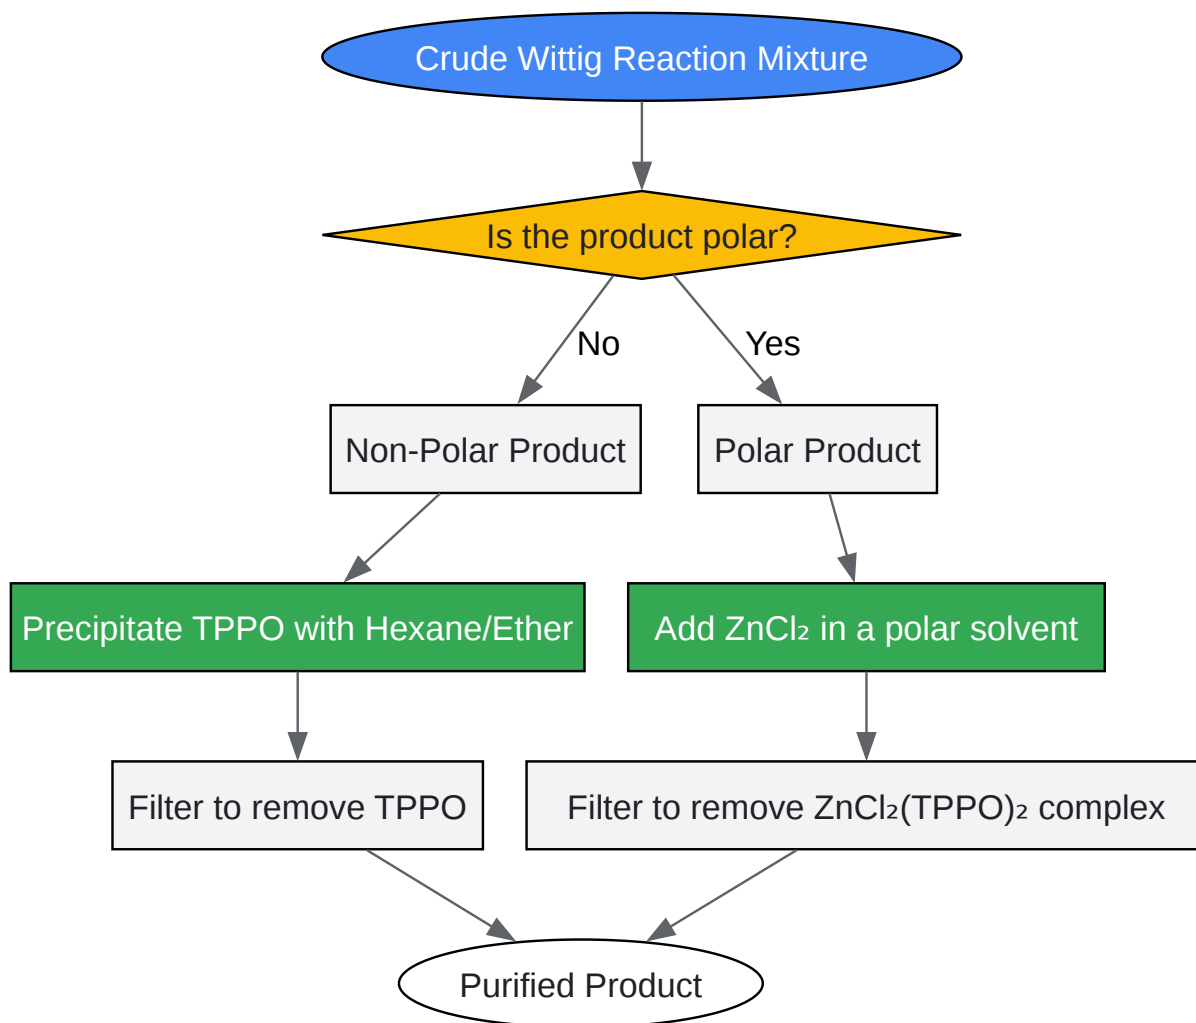 Crude Wittig Reaction Mixture
Is the product polar?
No
Yes
Non-Polar Product
Polar Product
Precipitate TPPO with Hexane/Ether
Add ZnCl₂ in a polar solvent
Filter to remove TPPO
Filter to remove ZnCl₂(TPPO)₂ complex
Purified Product